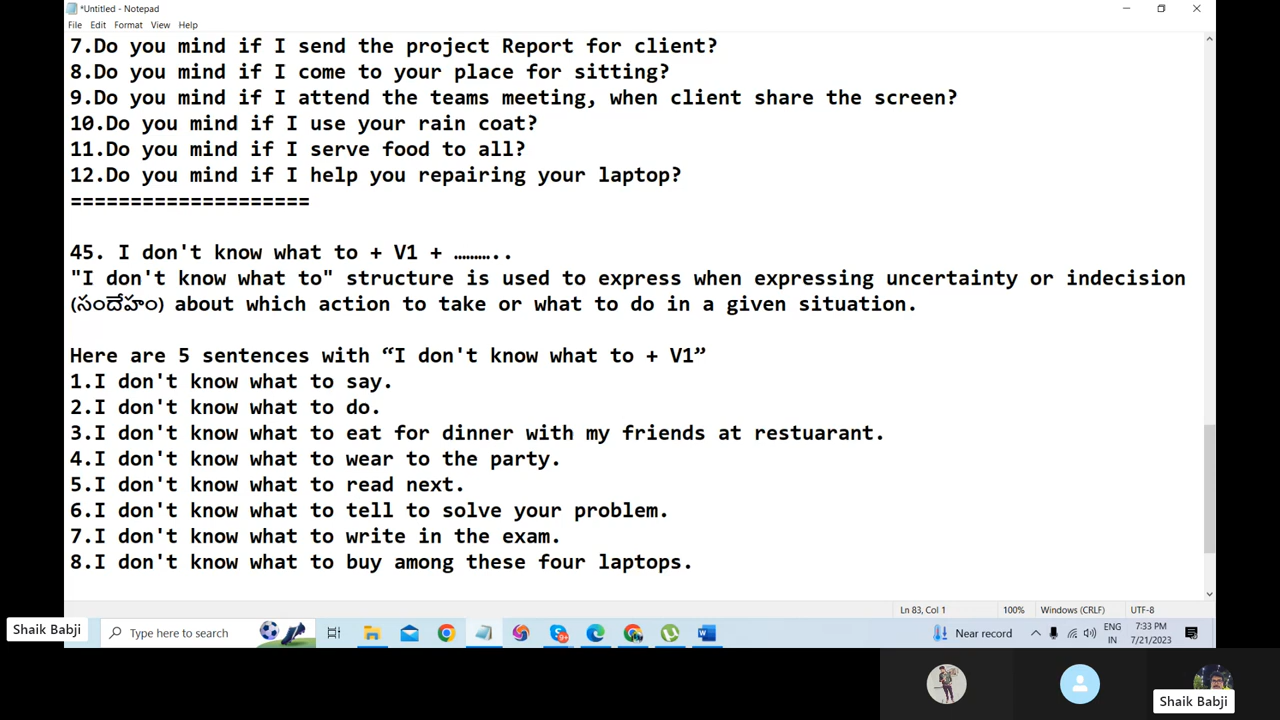 *Untitled - Notepad
File Edit Format View Help
7.Do you mind if I send the project Report for client?
8.Do you mind if I come to your place for sitting?
9.Do you mind if I attend the teams meeting, when client share the screen?
10.Do you mind if I use your rain coat?
11.Do you mind if I serve food to all?
12.Do you mind if I help you repairing your laptop?
====================
45. I don't know what to + V1 + ………..
"I don't know what to" structure is used to express when expressing uncertainty or indecision
(సందేహం) about which action to take or what to do in a given situation.
Here are 5 sentences with “I don't know what to + V1”
1.I don't know what to say.
2.I don't know what to do.
3.I don't know what to eat for dinner with my friends at restuarant.
4.I don't know what to wear to the party.
5.I don't know what to read next.
6.I don't know what to tell to solve your problem.
7.I don't know what to write in the exam.
8.I don't know what to buy among these four laptops.
Ln 83, Col 1 100% Windows (CRLF) UTF-8
Shaik Babji
Type here to search
9+
Near record
ENG
IN
7:33 PM
7/21/2023
Shaik Babji